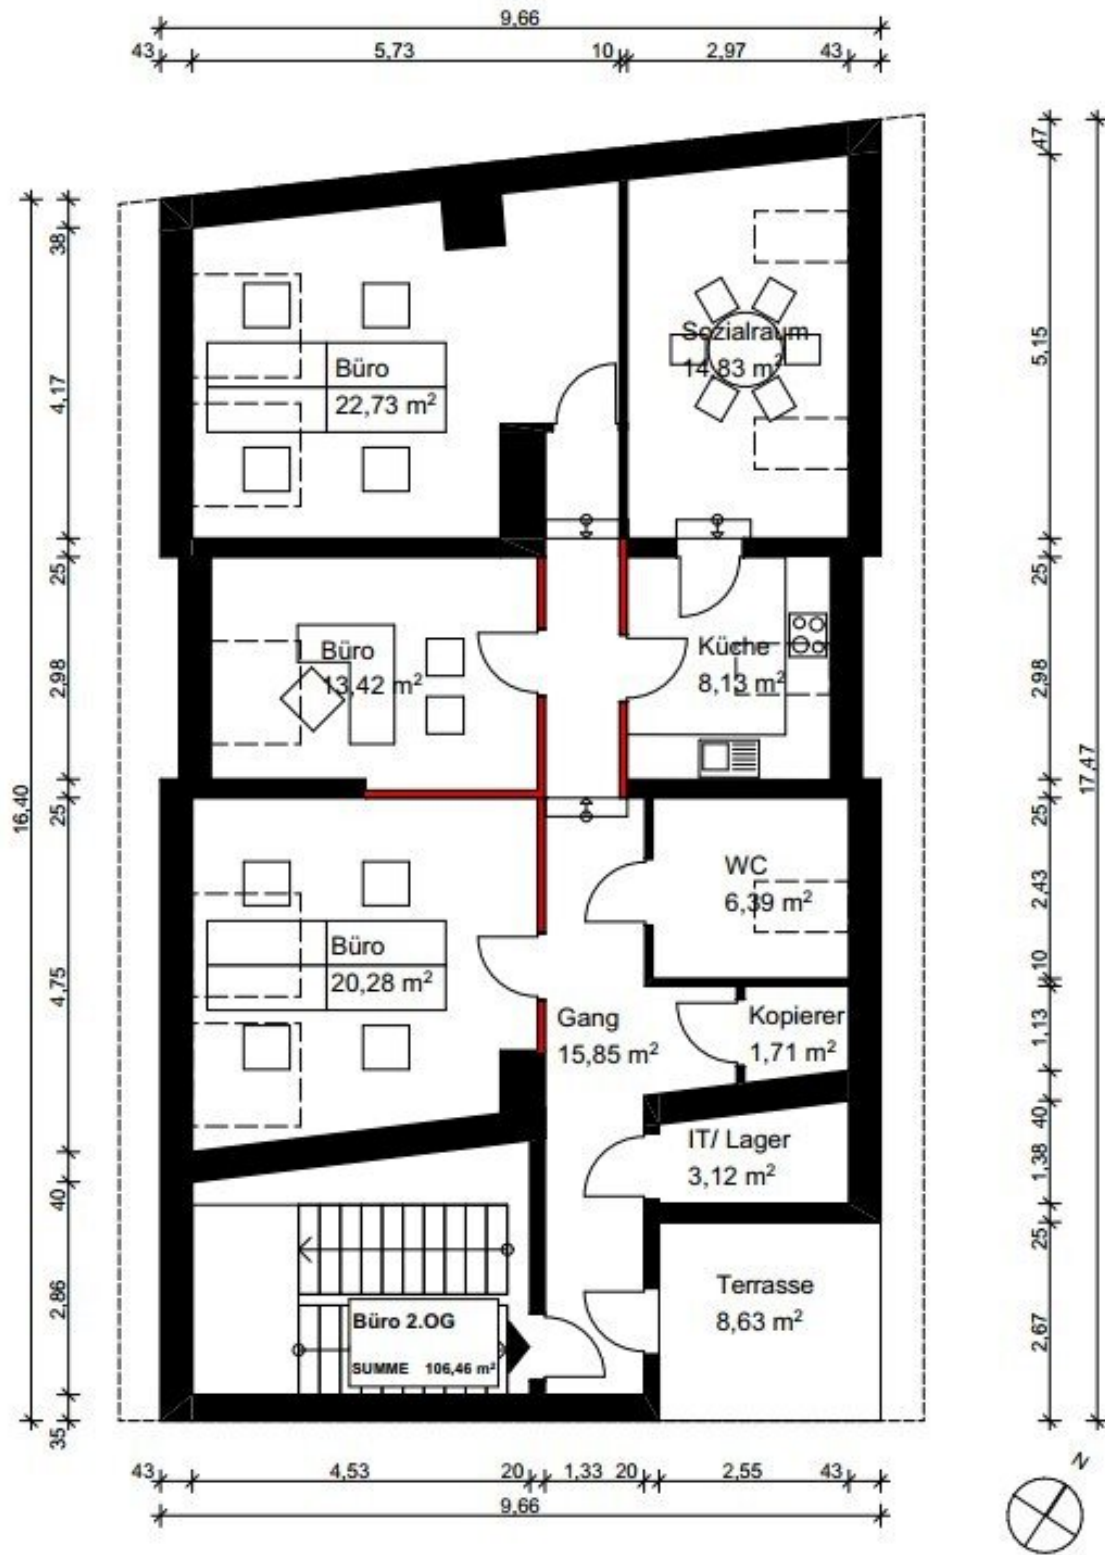 9,66
43 5,73 10 2,97 43
47
38
Büro
22,73 m²
Sozialraum
14,83 m²
5,15
4,17
25
25
Büro
13,42 m²
Küche
8,13 m²
2,98
2,98
16,40
17,47
25
25
WC
6,39 m²
2,43
Büro
20,28 m²
4,75
10
Gang
15,85 m²
Kopierer
1,71 m²
1,13
40
IT/ Lager
3,12 m²
1,38
40
25
Terrasse
8,63 m²
2,86
2,67
Büro 2.OG
SUMME 106,46 m²
35
43 4,53 20 1,33 20 2,55 43
9,66
N